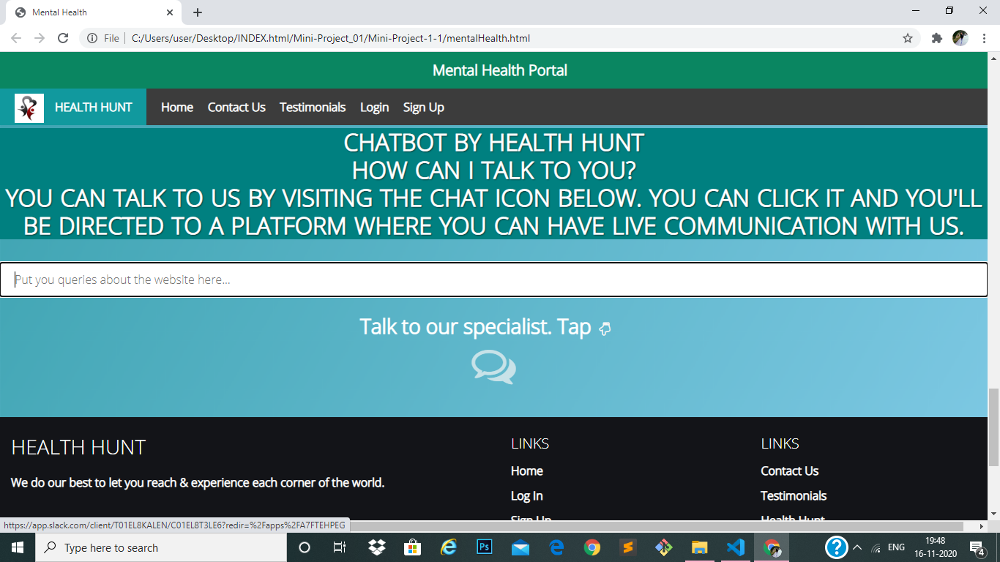 Mental Health
File
C:/Users/user/Desktop/INDEX.html/Mini-Project_01/Mini-Project-1-1/mentalHealth.html
Mental Health Portal
HEALTH HUNT
Home
Contact Us
Testimonials
Login
Sign Up
CHATBOT BY HEALTH HUNT
HOW CAN I TALK TO YOU?
YOU CAN TALK TO US BY VISITING THE CHAT ICON BELOW. YOU CAN CLICK IT AND YOU'LL
BE DIRECTED TO A PLATFORM WHERE YOU CAN HAVE LIVE COMMUNICATION WITH US.
Put you queries about the website here...
Talk to our specialist. Tap
HEALTH HUNT
We do our best to let you reach & experience each corner of the world.
LINKS
Home
Log In
Sign Up
LINKS
Contact Us
Testimonials
Health Hunt
https://app.slack.com/client/T01EL8KALEN/C01EL8T3LE6?redir=%2Fapps%2FA7FTEHPEG
Type here to search
Ps
ENG
19:48
16-11-2020
4